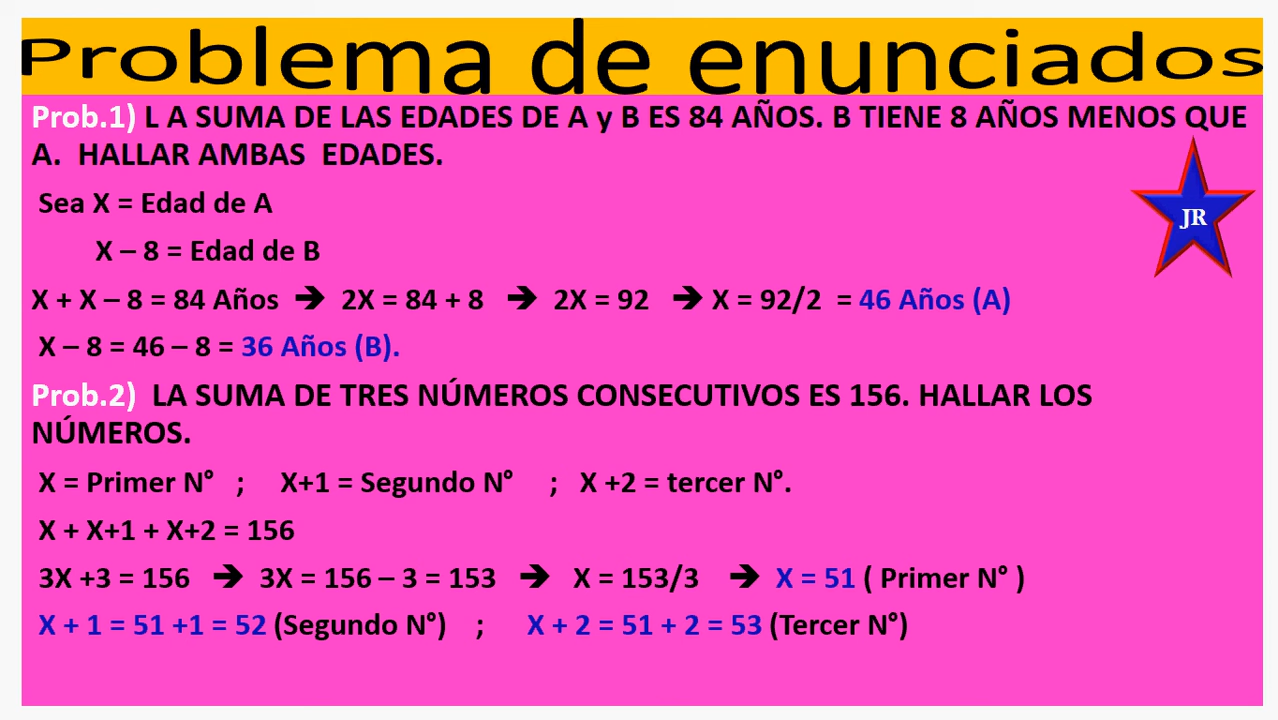 Problema de enunciados
Prob.1) L A SUMA DE LAS EDADES DE A y B ES 84 AÑOS. B TIENE 8 AÑOS MENOS QUE
A. HALLAR AMBAS EDADES.
JR
Sea X = Edad de A
X – 8 = Edad de B
X + X – 8 = 84 Años ➔ 2X = 84 + 8 ➔ 2X = 92 ➔ X = 92/2 = 46 Años (A)
X – 8 = 46 – 8 = 36 Años (B).
Prob.2) LA SUMA DE TRES NÚMEROS CONSECUTIVOS ES 156. HALLAR LOS
NÚMEROS.
X = Primer N° ; X+1 = Segundo N° ; X +2 = tercer N°.
X + X+1 + X+2 = 156
3X +3 = 156 ➔ 3X = 156 – 3 = 153 ➔ X = 153/3 ➔ X = 51 ( Primer N° )
X + 1 = 51 +1 = 52 (Segundo N°) ; X + 2 = 51 + 2 = 53 (Tercer N°)